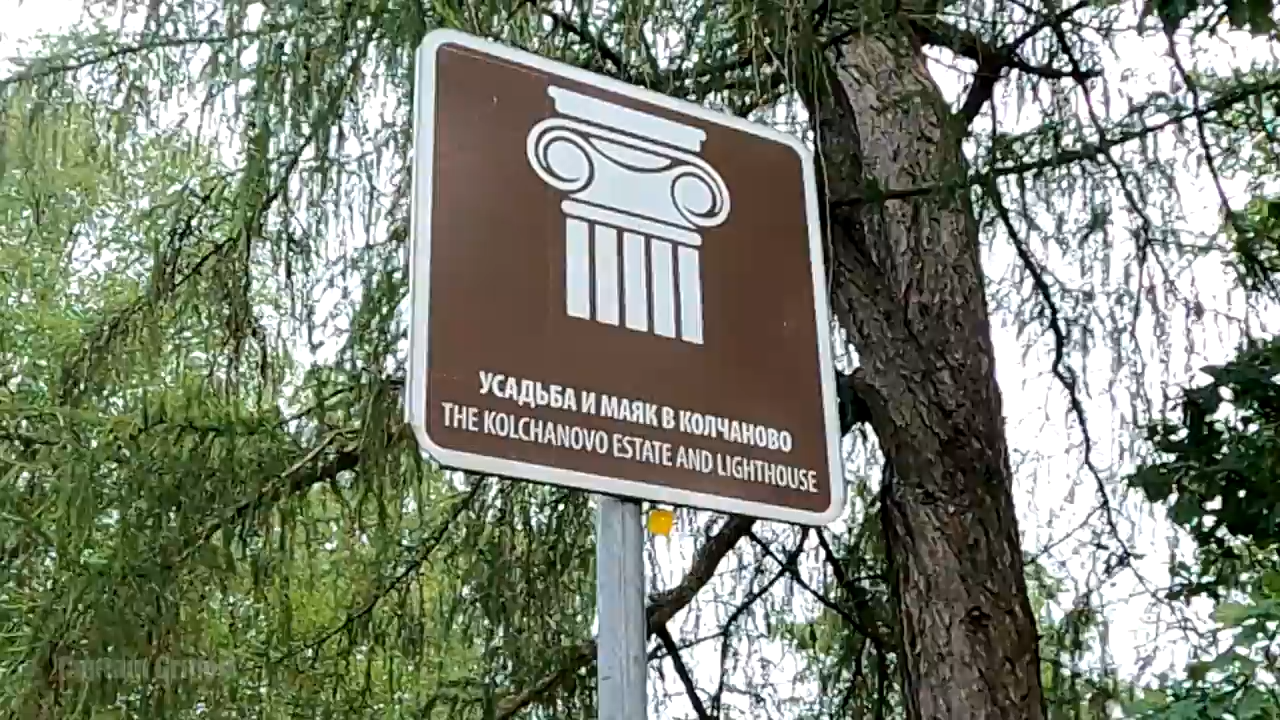 УСАДЬБА И МАЯК В КОЛЧАНОВО
THE KOLCHANOVO ESTATE AND LIGHTHOUSE